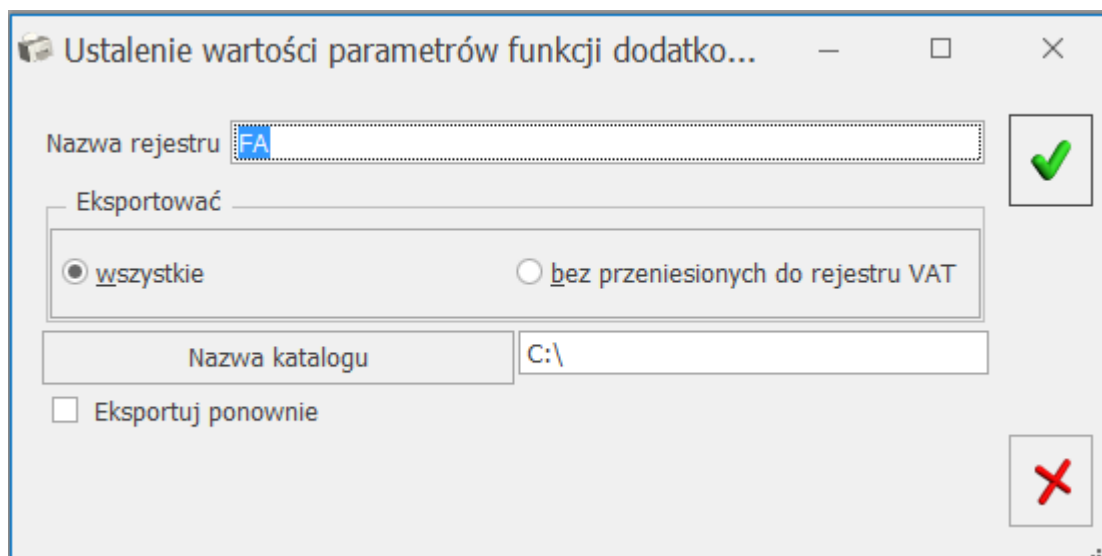 Ustalenie wartości parametrów funkcji dodatko...
Nazwa rejestru FA
Eksportować
wszystkie bez przeniesionych do rejestru VAT
Nazwa katalogu C:\
Eksportuj ponownie